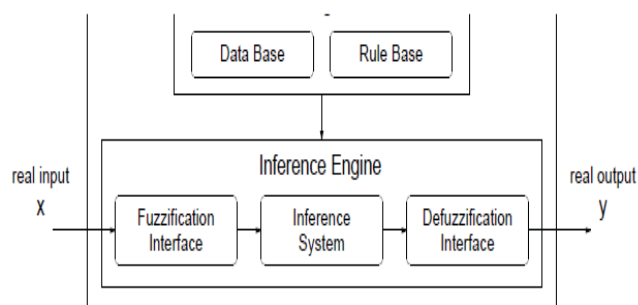 Data Base
Rule Base
Inference Engine
real input
x
Fuzzification
Interface
Inference
System
Defuzzification
Interface
real output
y